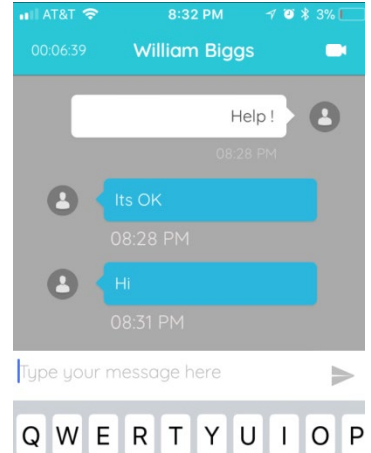 AT&T 8:32 PM 3%
00:06:39 William Biggs
Help !
08:28 PM
Its OK
08:28 PM
Hi
08:31 PM
Type your message here
Q W E R T Y U I O P